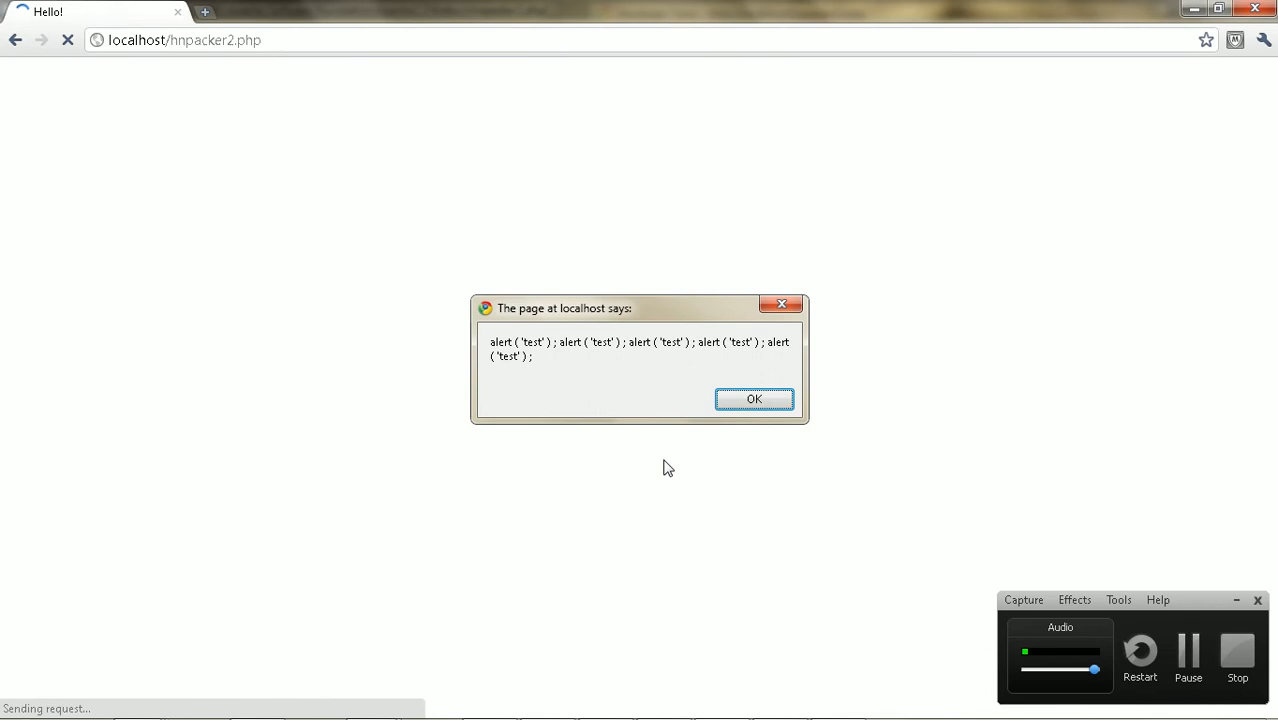 Hello!
localhost/hnpacker2.php
The page at localhost says:
alert ( 'test' ) ; alert ( 'test' ) ; alert ( 'test' ) ; alert ( 'test' ) ; alert
( 'test' ) ;
OK
Capture Effects Tools Help
Audio
Restart Pause Stop
Sending request...